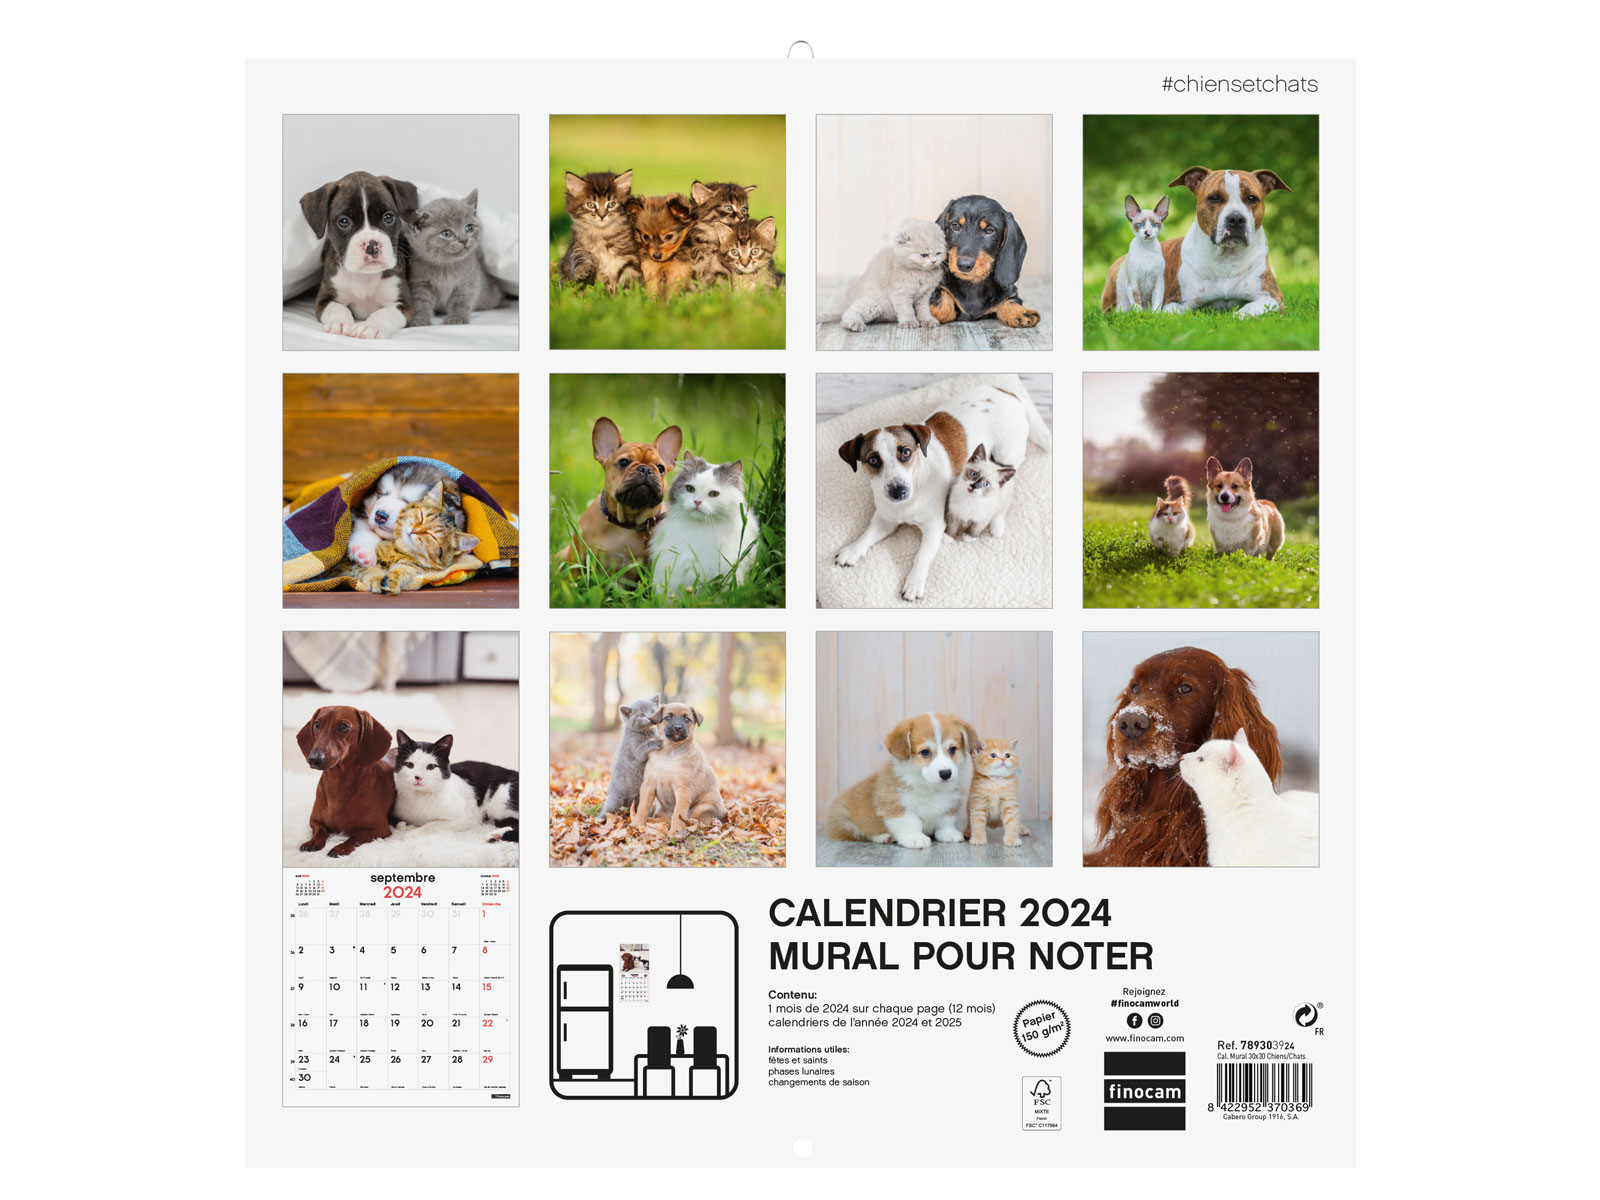 #chiensetchats
septembre
2024
Lundi Mardi Mercredi Jeudi Vendredi Samedi Dimanche
26 27 28 29 30 31 1
2 3 4 5 6 7 8
9 10 11 12 13 14 15
16 17 18 19 20 21 22
23 24 25 26 27 28 29
30
finocam
CALENDRIER 2024
MURAL POUR NOTER
Contenu:
1 mois de 2024 sur chaque page (12 mois)
calendriers de l'année 2024 et 2025
Informations utiles:
fêtes et saints
phases lunaires
changements de saison
Papier
150 g/m²
FSC
MIXTE
Papier
FSC® C117984
Rejoignez
#finocamworld
www.finocam.com
finocam
®
FR
Ref. 789303924
Cal. Mural 30x30 Chiens/Chats
8 422952 370369
Cabero Group 1916, S.A.